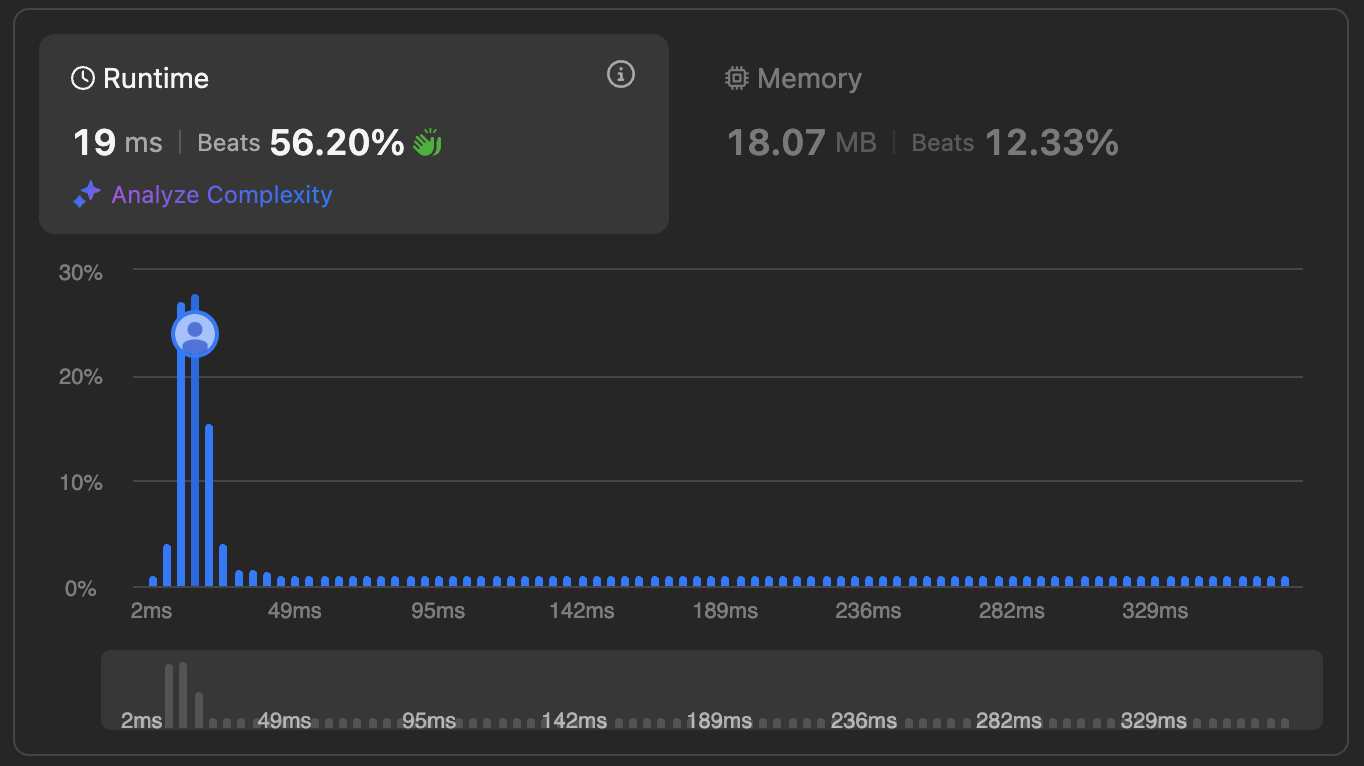 Runtime
19 ms | Beats 56.20%
Analyze Complexity
Memory
18.07 MB | Beats 12.33%
30%
20%
10%
0%
2ms 49ms 95ms 142ms 189ms 236ms 282ms 329ms
2ms 49ms 95ms 142ms 189ms 236ms 282ms 329ms